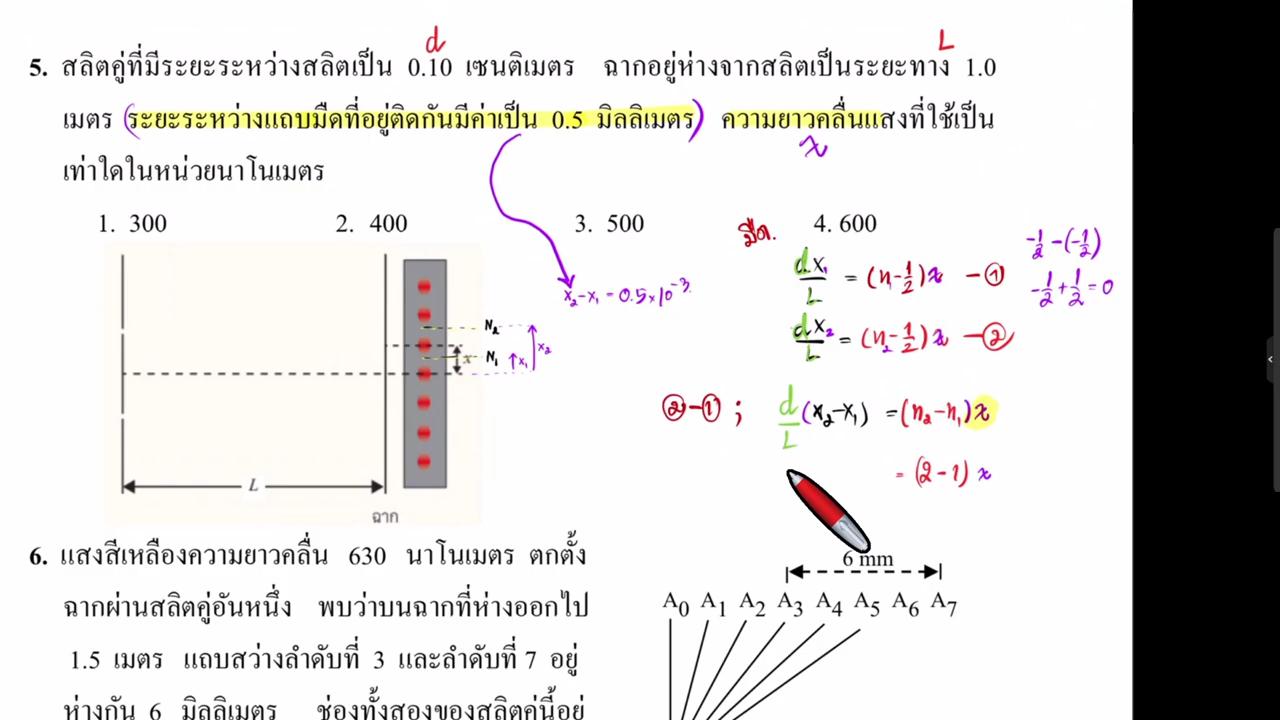 d
L
5. สลิตคู่ที่มีระยะระหว่างสลิตเป็น 0.10 เซนติเมตร ฉากอยู่ห่างจากสลิตเป็นระยะทาง 1.0
เมตร (ระยะระหว่างแถบมืดที่อยู่ติดกันมีค่าเป็น 0.5 มิลลิเมตร) ความยาวคลื่นแสงที่ใช้เป็น
λ
เท่าใดในหน่วยนาโนเมตร
1. 300 2. 400 3. 500 4. 600
มืด.
-1/2-(-1/2)
-1/2+1/2=0
dx₁/L = (n-1/2)λ -①
x₂-x₁ = 0.5x10⁻³
dx₂/L = (n₂-1/2)λ -②
N₂
x₂
N₁
x₁
x
②-① ; d/L (x₂-x₁) = (n₂-n₁)λ
= (2-1)λ
L
ฉาก
6. แสงสีเหลืองความยาวคลื่น 630 นาโนเมตร ตกตั้ง
ฉากผ่านสลิตคู่อันหนึ่ง พบว่าบนฉากที่ห่างออกไป
1.5 เมตร แถบสว่างลำดับที่ 3 และลำดับที่ 7 อยู่
ห่างกัน 6 มิลลิเมตร ช่องทั้งสองของสลิตคู่นี้อยู่
6 mm
A₀ A₁ A₂ A₃ A₄ A₅ A₆ A₇